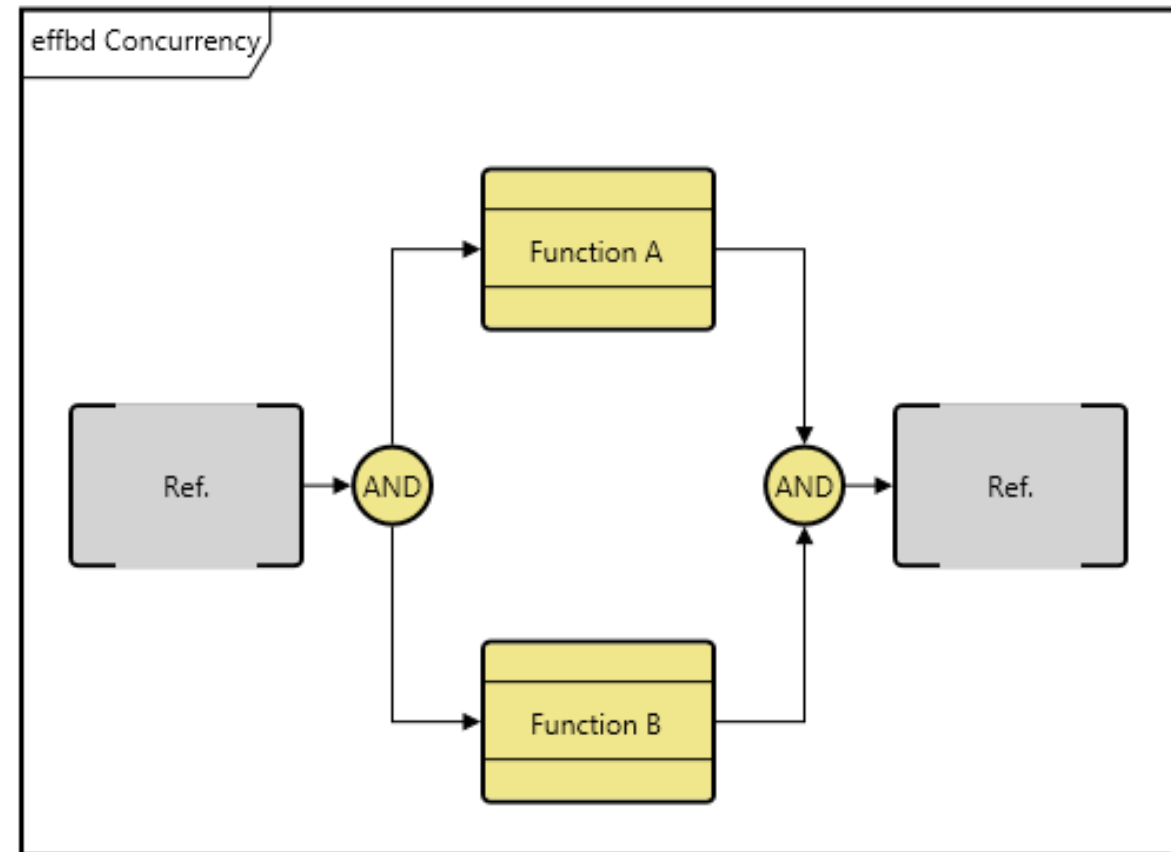 effbd Concurrency
Function A
Ref.
AND
AND
Ref.
Function B